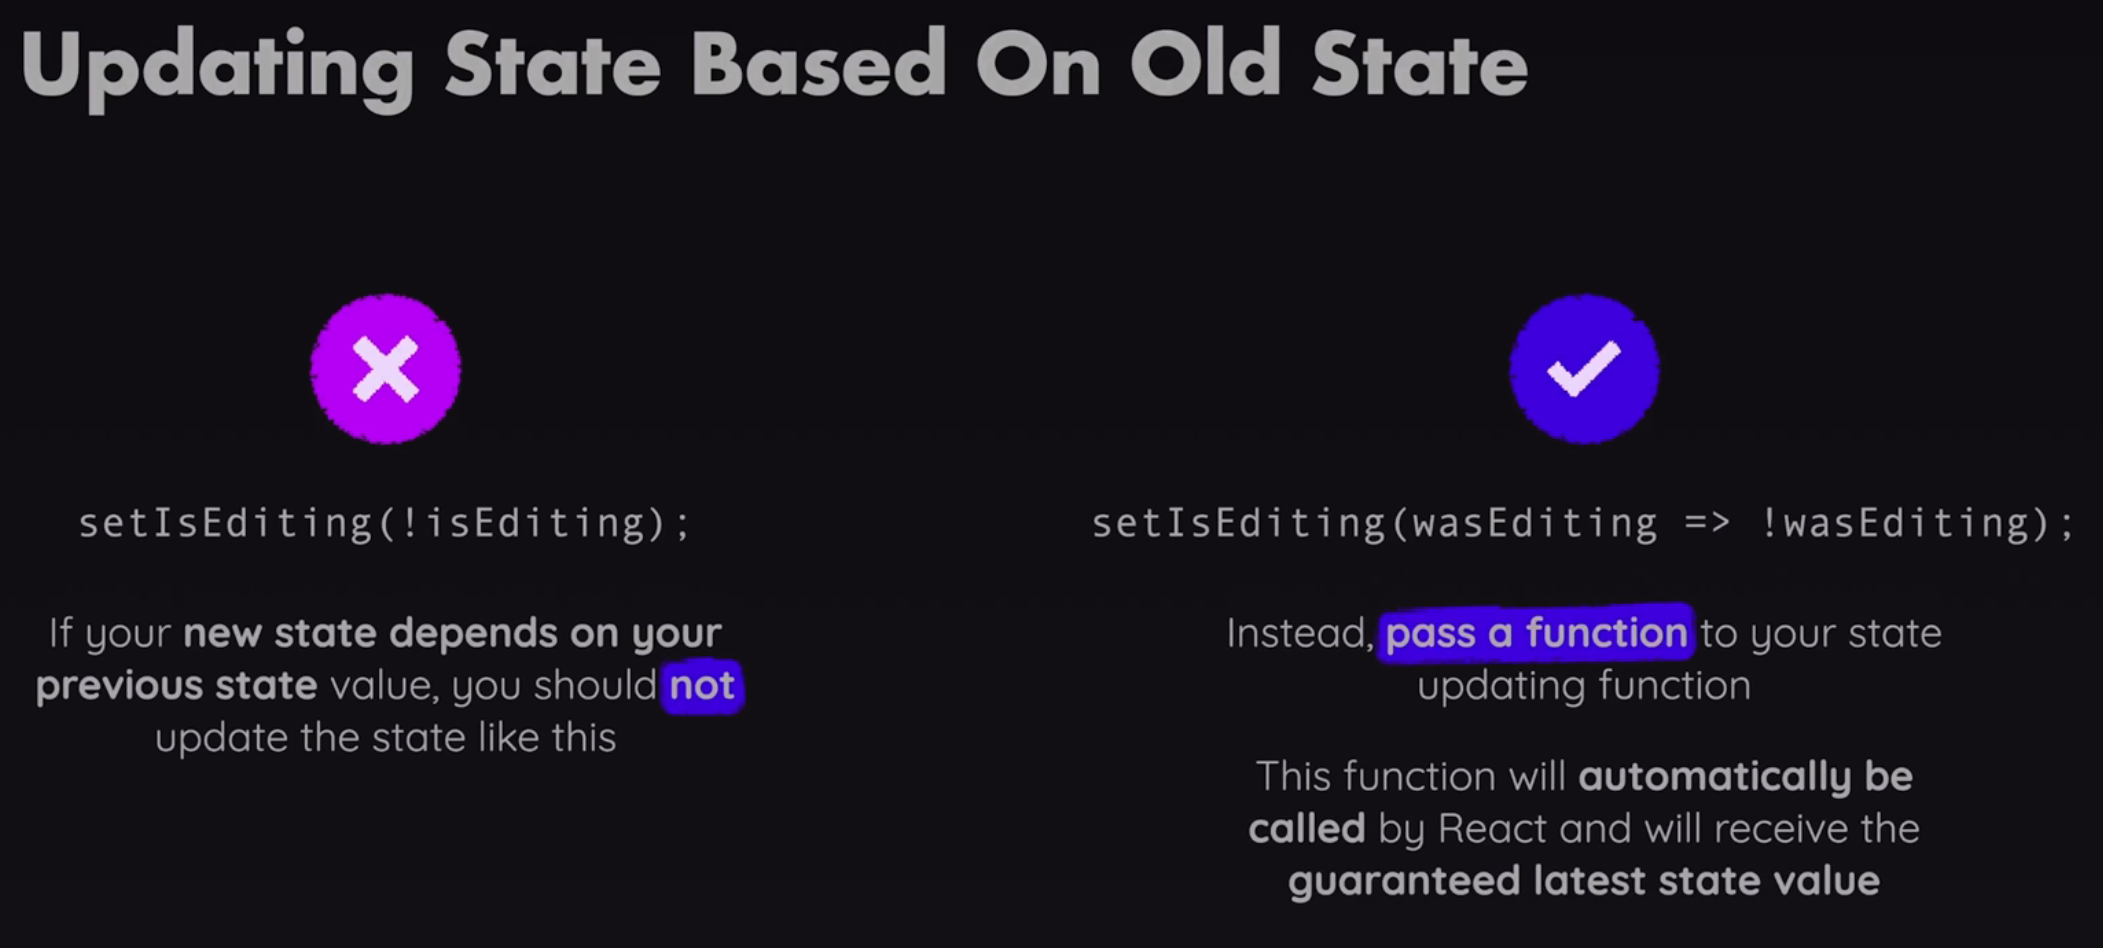 Updating State Based On Old State
setIsEditing(!isEditing);
If your new state depends on your
previous state value, you should not
update the state like this
setIsEditing(wasEditing => !wasEditing);
Instead, pass a function to your state
updating function
This function will automatically be
called by React and will receive the
guaranteed latest state value